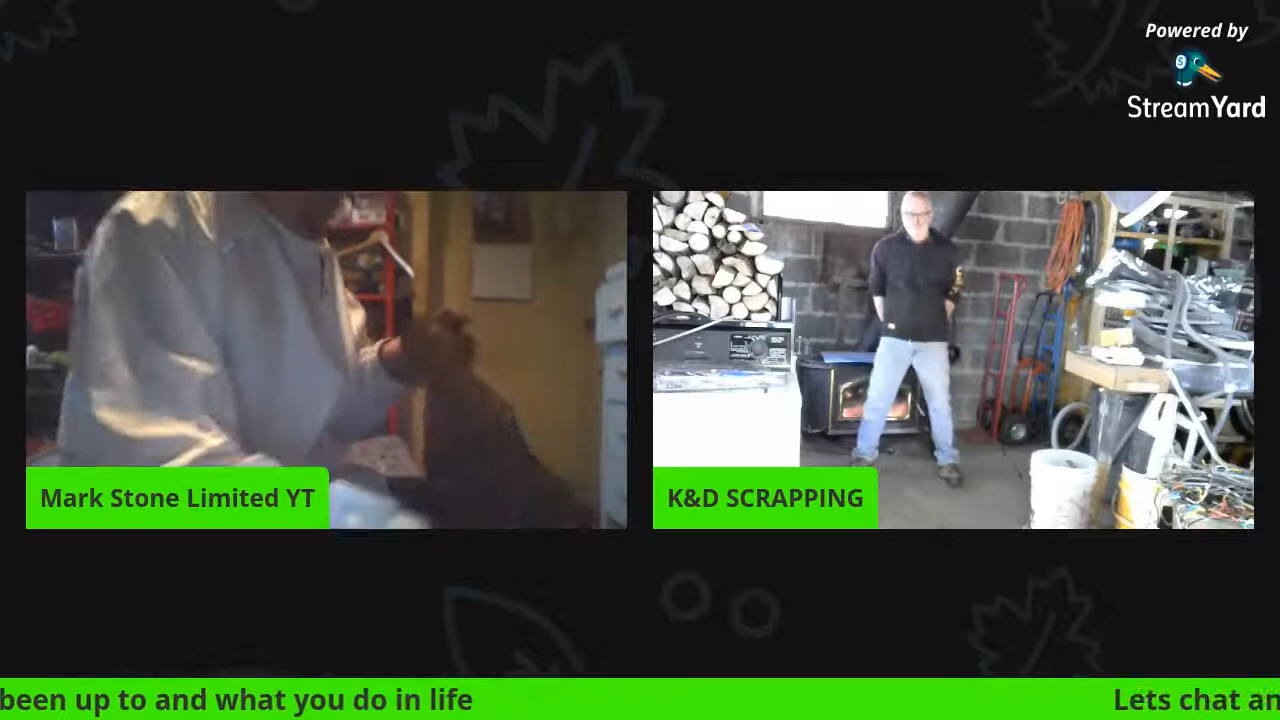 Powered by
StreamYard
Mark Stone Limited YT
K&D SCRAPPING
been up to and what you do in life
Lets chat an